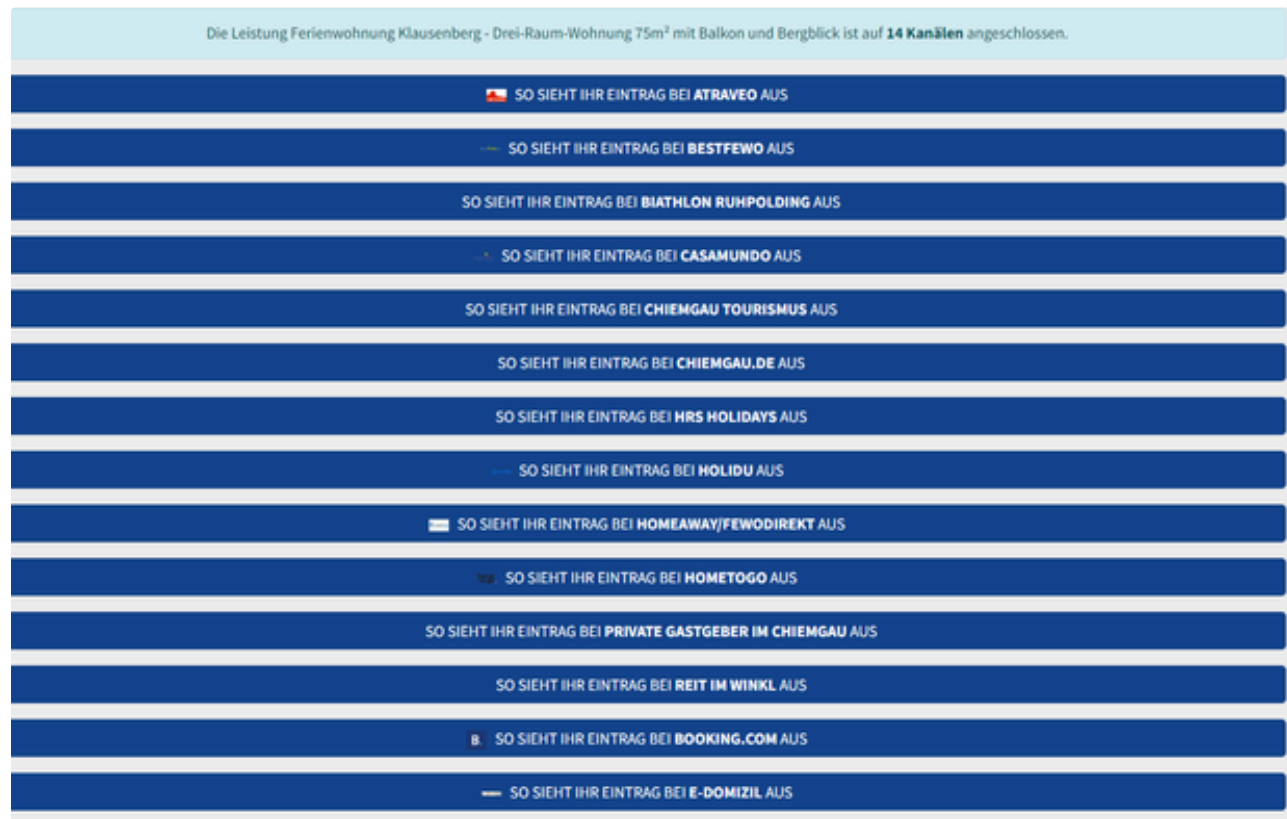 Die Leistung Ferienwohnung Klausenberg - Drei-Raum-Wohnung 75m² mit Balkon und Bergblick ist auf 14 Kanälen angeschlossen.
SO SIEHT IHR EINTRAG BEI ATRAVEO AUS
SO SIEHT IHR EINTRAG BEI BESTFEWO AUS
SO SIEHT IHR EINTRAG BEI BIATHLON RUHPOLDING AUS
SO SIEHT IHR EINTRAG BEI CASAMUNDO AUS
SO SIEHT IHR EINTRAG BEI CHIEMGAU TOURISMUS AUS
SO SIEHT IHR EINTRAG BEI CHIEMGAU.DE AUS
SO SIEHT IHR EINTRAG BEI HRS HOLIDAYS AUS
SO SIEHT IHR EINTRAG BEI HOLIDU AUS
SO SIEHT IHR EINTRAG BEI HOMEAWAY/FEWODIREKT AUS
SO SIEHT IHR EINTRAG BEI HOMETOGO AUS
SO SIEHT IHR EINTRAG BEI PRIVATE GASTGEBER IM CHIEMGAU AUS
SO SIEHT IHR EINTRAG BEI REIT IM WINKL AUS
B. SO SIEHT IHR EINTRAG BEI BOOKING.COM AUS
SO SIEHT IHR EINTRAG BEI E-DOMIZIL AUS